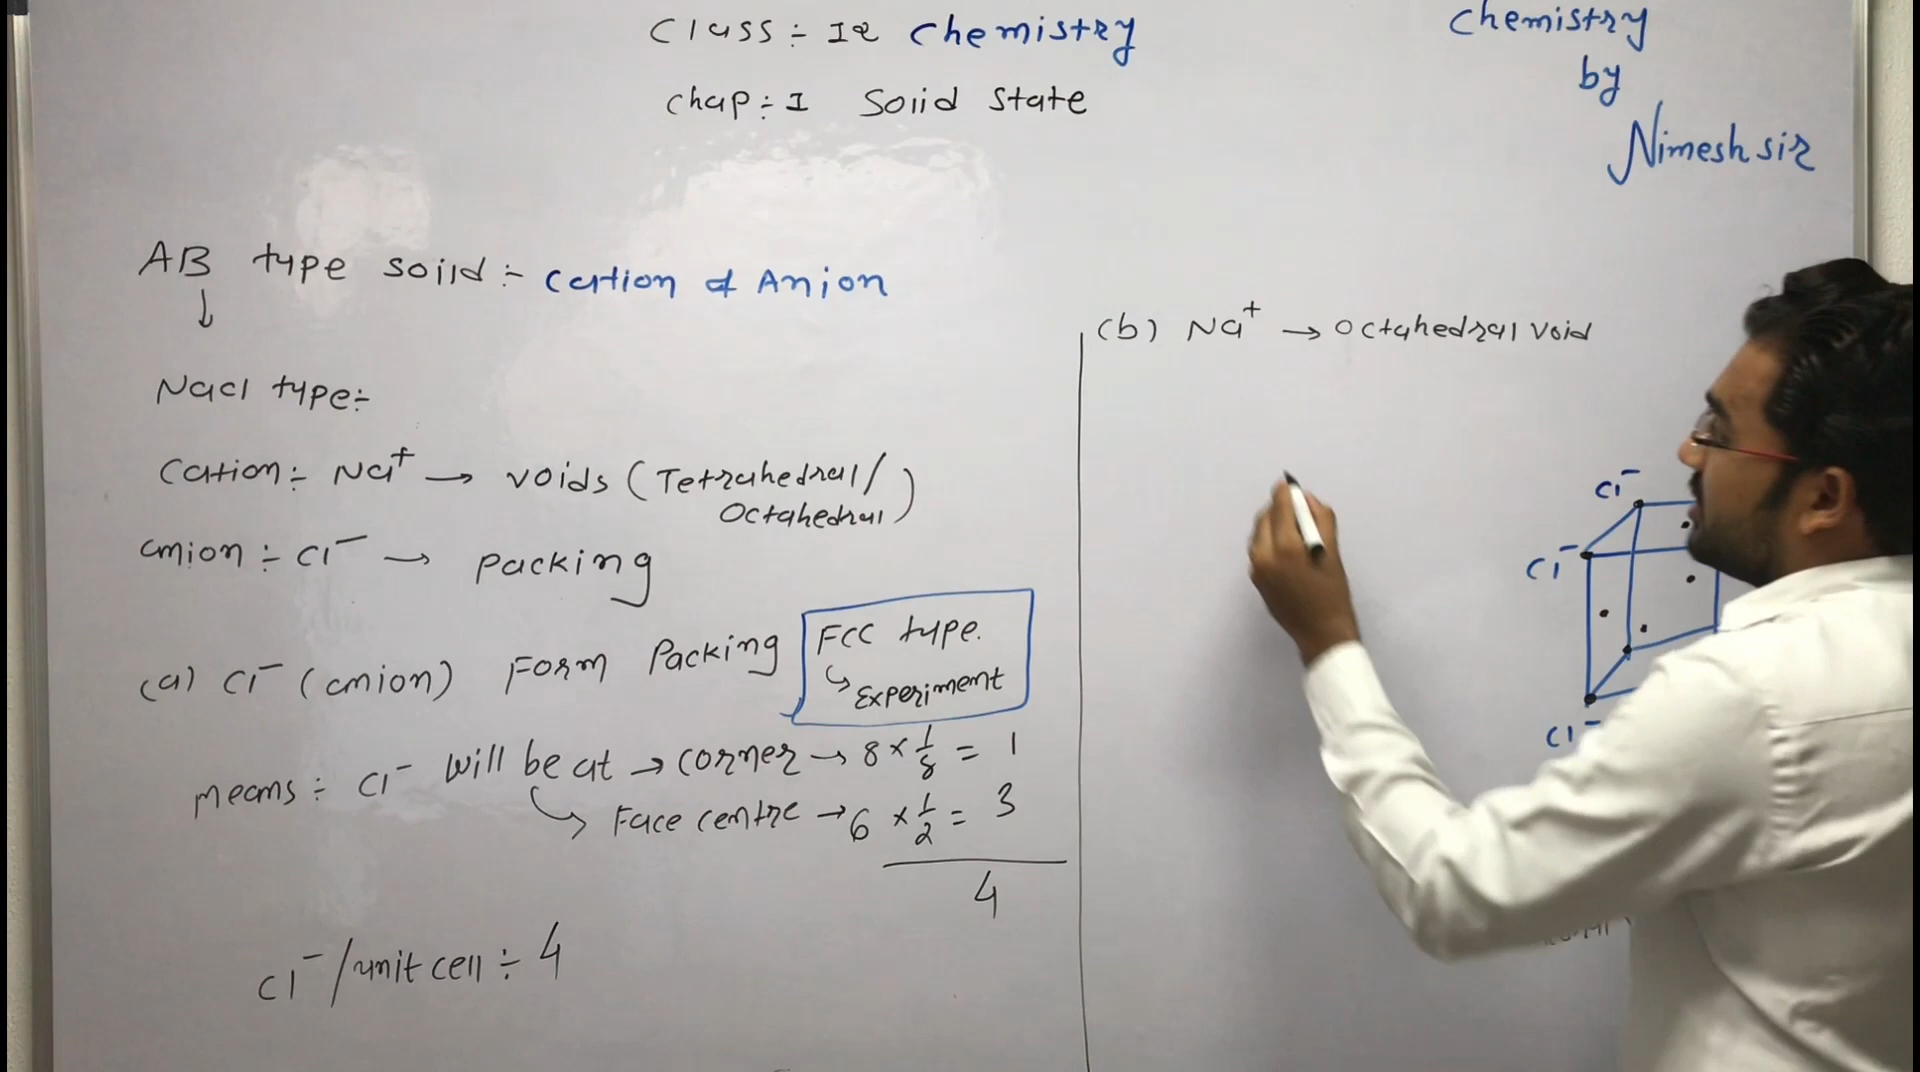 Class :- 12 Chemistry
Chap :- 1 Solid State
Chemistry
by
Nimesh sir
AB type solid :- Cation & Anion
↓
NaCl type :-
Cation :- Na⁺ → voids (Tetrahedral/
Octahedral)
anion :- Cl⁻ → packing
(a) Cl⁻ (anion) Form Packing FCC type.
↳ Experiment
means :- Cl⁻ will be at → corner → 8 × 1/8 = 1
↳ Face centre → 6 × 1/2 = 3
4
Cl⁻/unit cell :- 4
(b) Na⁺ → Octahedral void
Cl⁻
Cl⁻
Cl⁻